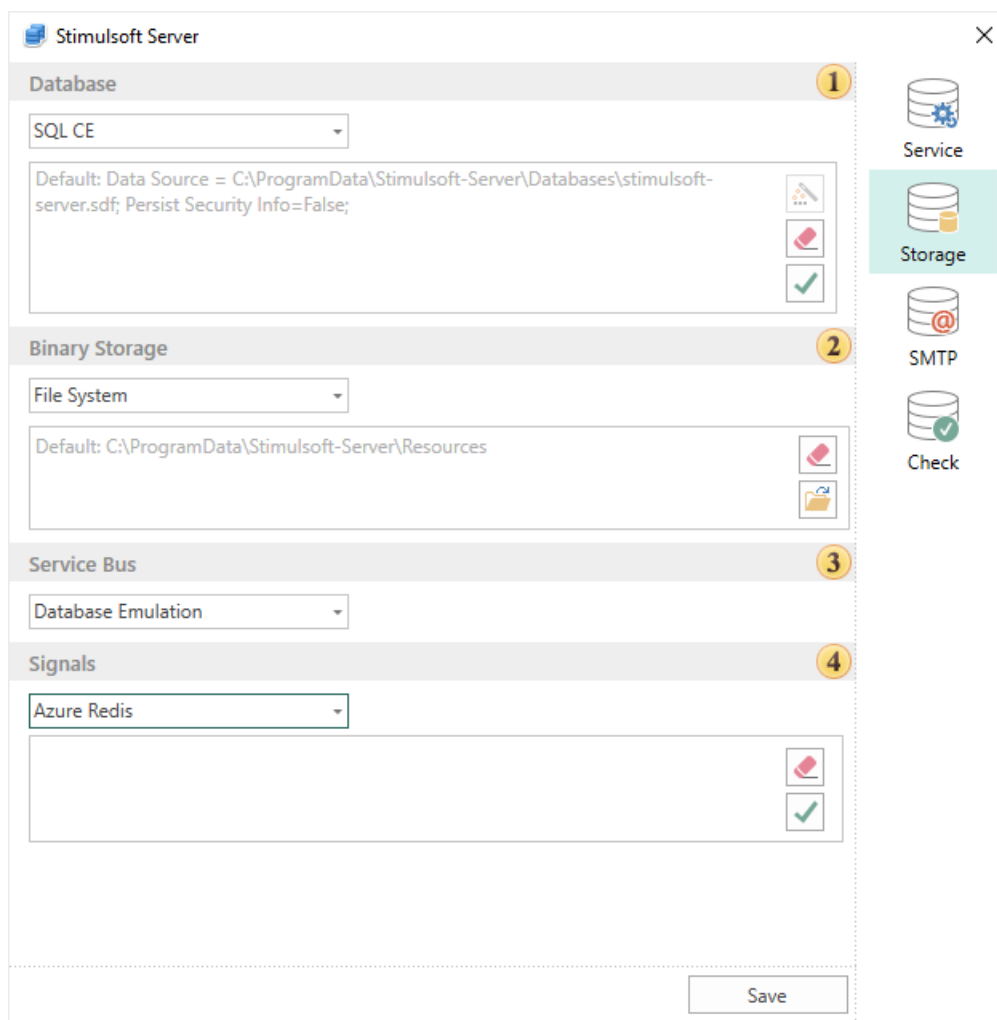 Stimulsoft Server
Database
1
SQL CE
Default: Data Source = C:\ProgramData\Stimulsoft-Server\Databases\stimulsoft-
server.sdf; Persist Security Info=False;
Binary Storage
2
File System
Default: C:\ProgramData\Stimulsoft-Server\Resources
Service Bus
3
Database Emulation
Signals
4
Azure Redis
Save
Service
Storage
@
SMTP
Check